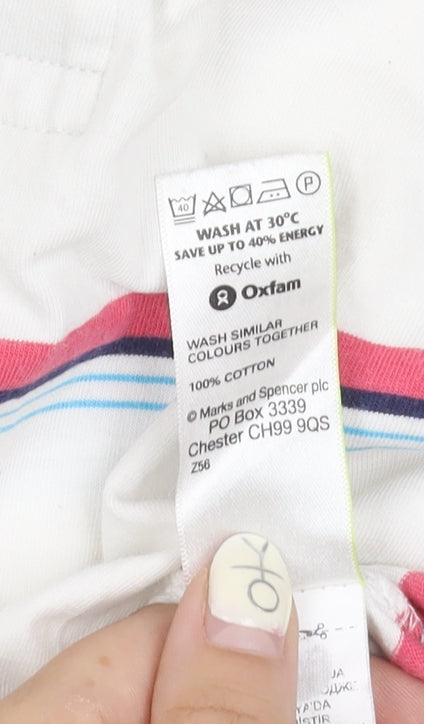 40 P
WASH AT 30°C
SAVE UP TO 40% ENERGY
Recycle with
Oxfam
WASH SIMILAR
COLOURS TOGETHER
100% COTTON
© Marks and Spencer plc
PO Box 3339
Chester CH99 9QS
Z56